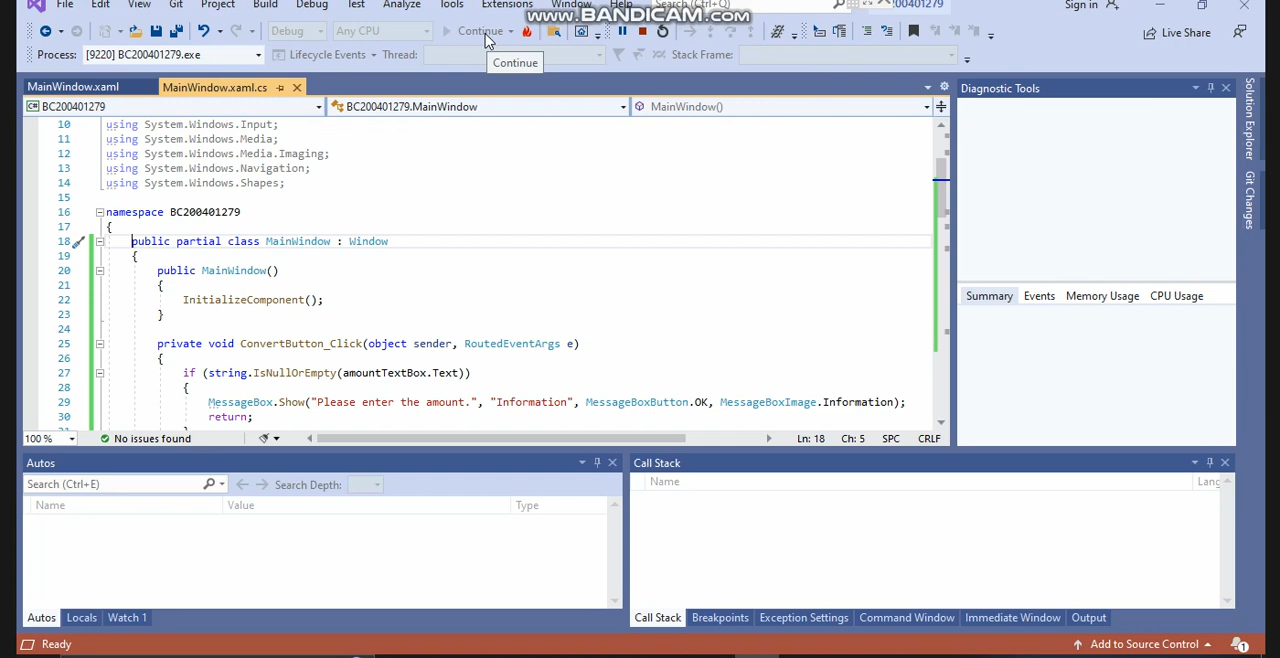 File Edit View Git Project Build Debug Test Analyze Tools Extensions Window Help Search (Ctrl+Q) Sign in
www.BANDICAM.com
Debug Any CPU Continue Live Share
Process: [9220] BC200401279.exe Lifecycle Events Thread: Stack Frame:
Continue
MainWindow.xaml MainWindow.xaml.cs
BC200401279 BC200401279.MainWindow MainWindow()
10 using System.Windows.Input;
11 using System.Windows.Media;
12 using System.Windows.Media.Imaging;
13 using System.Windows.Navigation;
14 using System.Windows.Shapes;
15
16 namespace BC200401279
17 {
18 public partial class MainWindow : Window
19 {
20 public MainWindow()
21 {
22 InitializeComponent();
23 }
24
25 private void ConvertButton_Click(object sender, RoutedEventArgs e)
26 {
27 if (string.IsNullOrEmpty(amountTextBox.Text))
28 {
29 MessageBox.Show("Please enter the amount.", "Information", MessageBoxButton.OK, MessageBoxImage.Information);
30 return;
100 % No issues found Ln: 18 Ch: 5 SPC CRLF
Diagnostic Tools
Summary Events Memory Usage CPU Usage
Solution Explorer
Git Changes
Autos
Search (Ctrl+E) Search Depth:
Name Value Type
Autos Locals Watch 1
Call Stack
Name Lang
Call Stack Breakpoints Exception Settings Command Window Immediate Window Output
Ready Add to Source Control 1